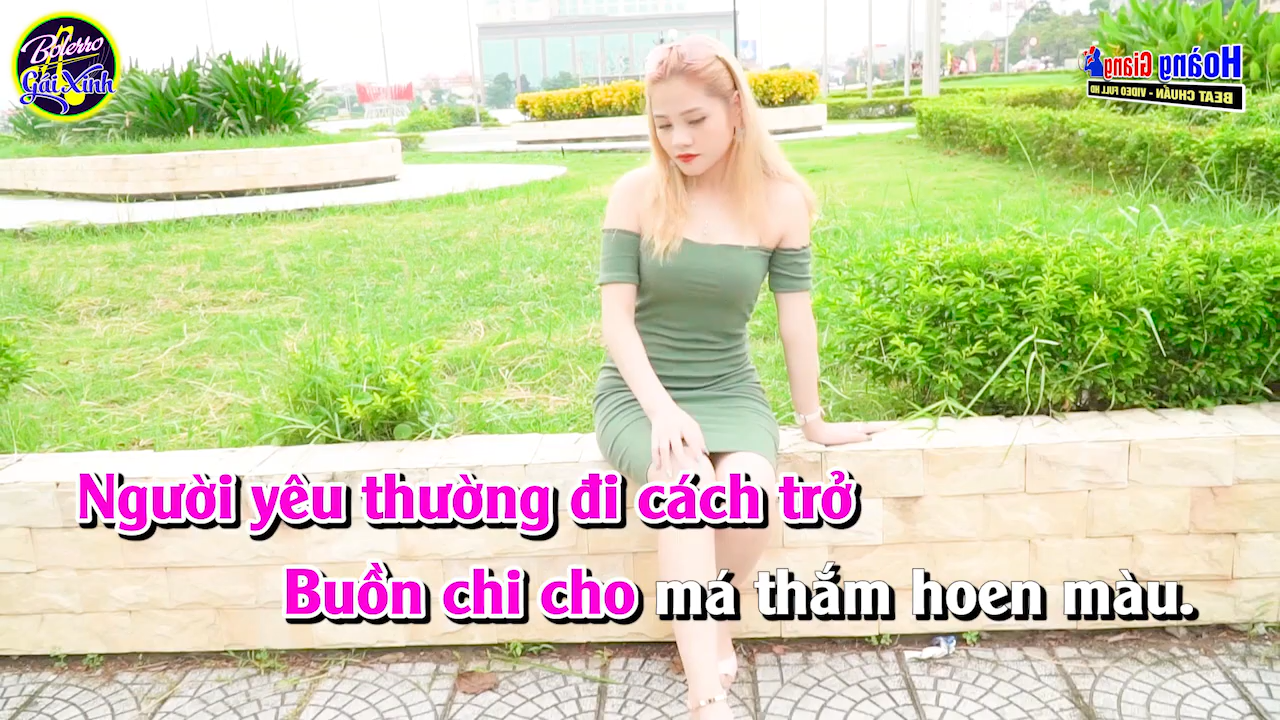 Bolerro
Gái Xinh
Hoáng Giang
BEAT CHUẨN - VIDEO FULL HD
Người yêu thường đi cách trở
Buồn chi cho má thắm hoen màu.